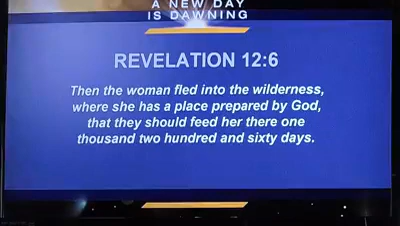 A NEW DAY
IS DAWNING
REVELATION 12:6
Then the woman fled into the wilderness,
where she has a place prepared by God,
that they should feed her there one
thousand two hundred and sixty days.